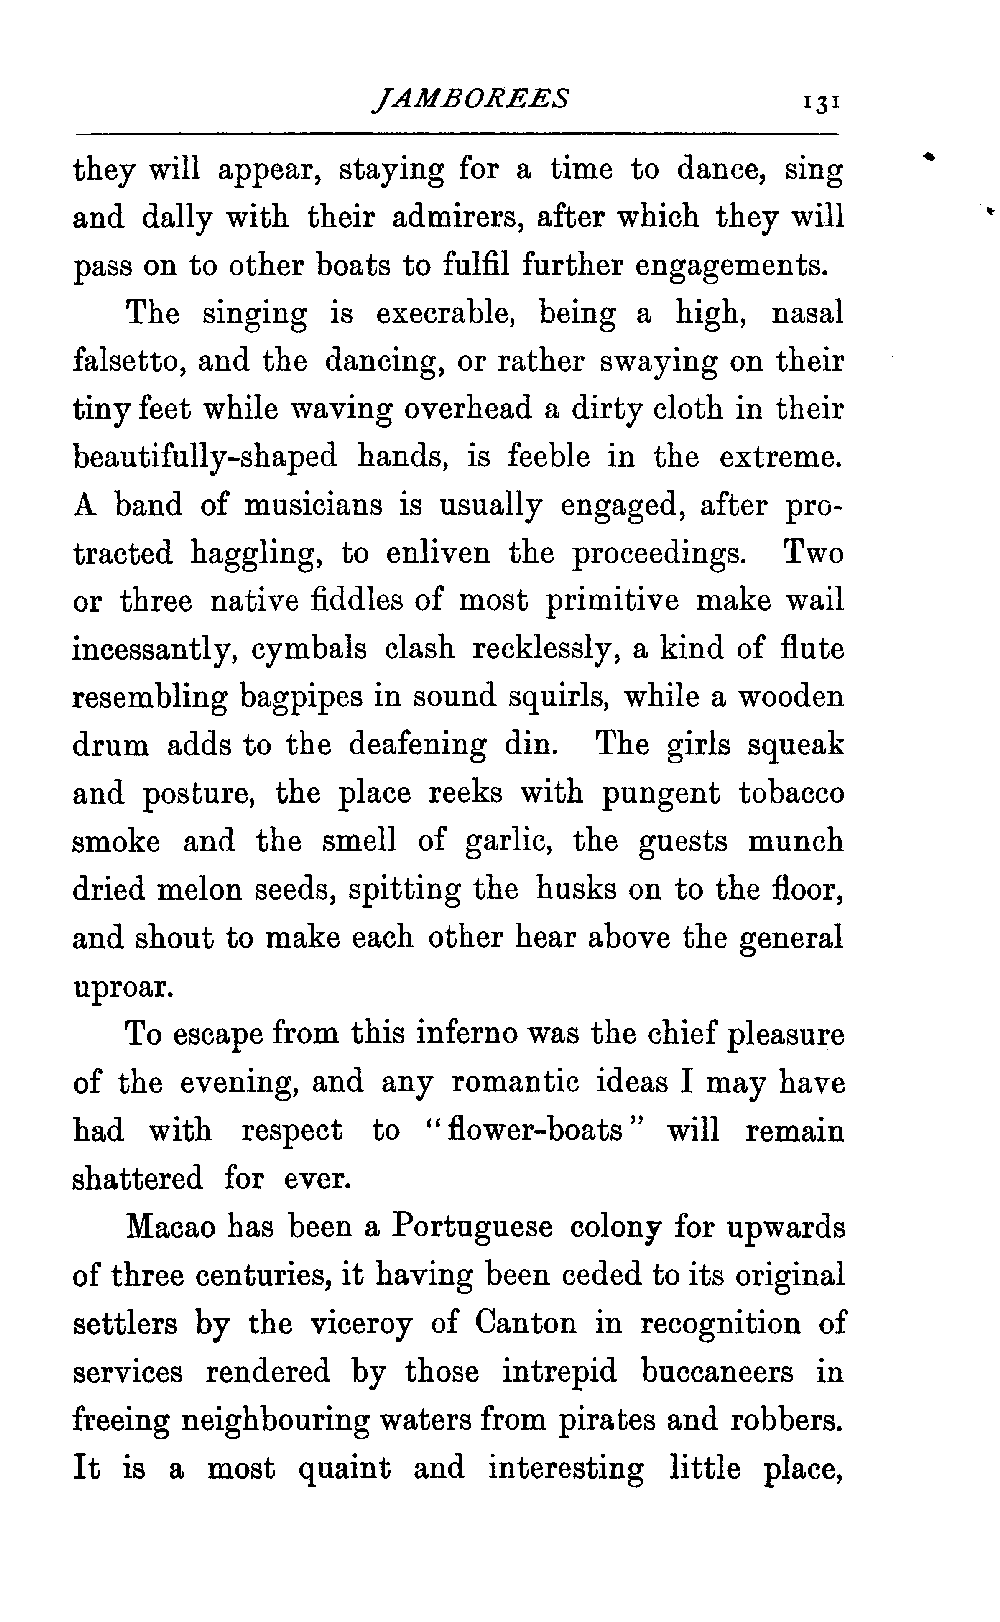 JAMBOREES 131
they will appear, staying for a time to dance, sing
and dally with their admirers, after which they will
pass on to other boats to fulfil further engagements.
The singing is execrable, being a high, nasal
falsetto, and the dancing, or rather swaying on their
tiny feet while waving overhead a dirty cloth in their
beautifully-shaped hands, is feeble in the extreme.
A band of musicians is usually engaged, after pro-
tracted haggling, to enliven the proceedings. Two
or three native fiddles of most primitive make wail
incessantly, cymbals clash recklessly, a kind of flute
resembling bagpipes in sound squirls, while a wooden
drum adds to the deafening din. The girls squeak
and posture, the place reeks with pungent tobacco
smoke and the smell of garlic, the guests munch
dried melon seeds, spitting the husks on to the floor,
and shout to make each other hear above the general
uproar.
To escape from this inferno was the chief pleasure
of the evening, and any romantic ideas I may have
had with respect to "flower-boats" will remain
shattered for ever.
Macao has been a Portuguese colony for upwards
of three centuries, it having been ceded to its original
settlers by the viceroy of Canton in recognition of
services rendered by those intrepid buccaneers in
freeing neighbouring waters from pirates and robbers.
It is a most quaint and interesting little place,